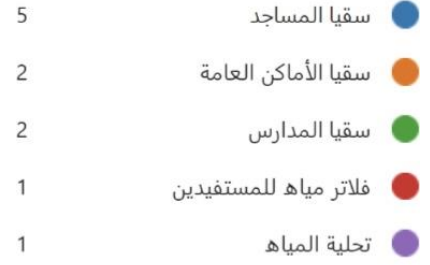 سقيا المساجد 5
سقيا الأماكن العامة 2
سقيا المدارس 2
فلاتر مياه للمستفيدين 1
تحلية المياه 1